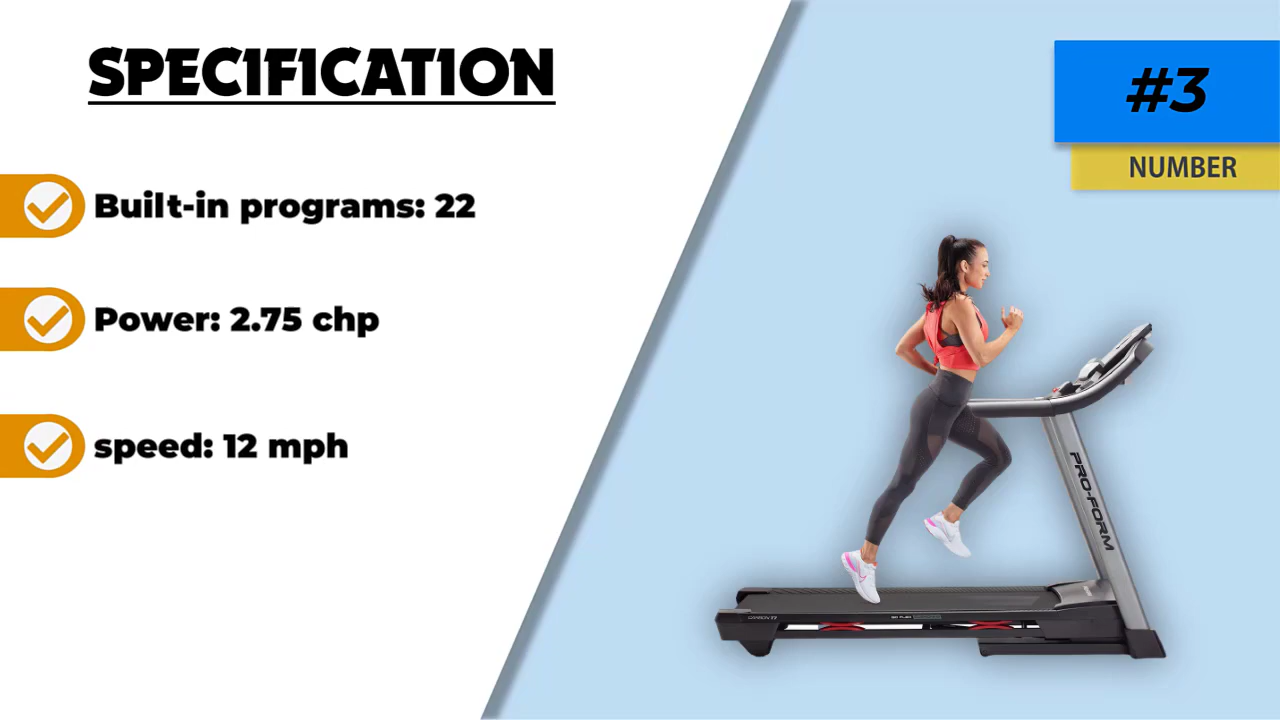 SPECIFICATION
#3
NUMBER
Built-in programs: 22
Power: 2.75 chp
speed: 12 mph
PRO-FORM